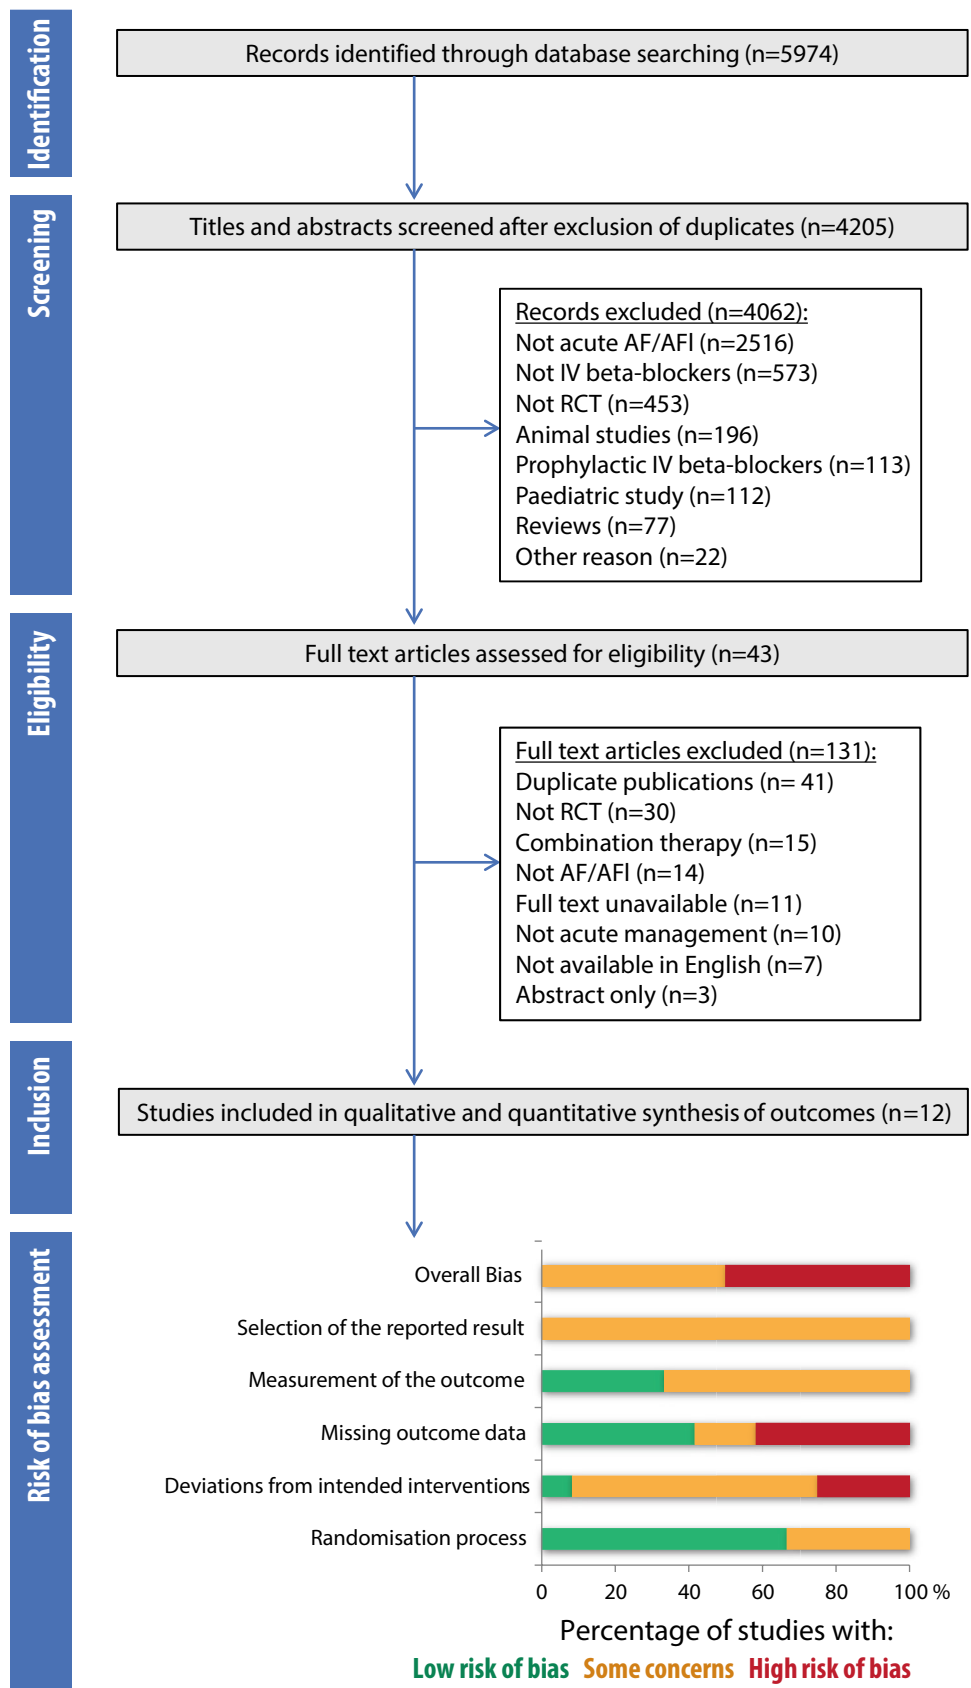 Identification
Records identified through database searching (n=5974)
Screening
Titles and abstracts screened after exclusion of duplicates (n=4205)
Records excluded (n=4062):
Not acute AF/AFl (n=2516)
Not IV beta-blockers (n=573)
Not RCT (n=453)
Animal studies (n=196)
Prophylactic IV beta-blockers (n=113)
Paediatric study (n=112)
Reviews (n=77)
Other reason (n=22)
Eligibility
Full text articles assessed for eligibility (n=43)
Full text articles excluded (n=131):
Duplicate publications (n= 41)
Not RCT (n=30)
Combination therapy (n=15)
Not AF/AFl (n=14)
Full text unavailable (n=11)
Not acute management (n=10)
Not available in English (n=7)
Abstract only (n=3)
Inclusion
Studies included in qualitative and quantitative synthesis of outcomes (n=12)
Risk of bias assessment
Overall Bias
Selection of the reported result
Measurement of the outcome
Missing outcome data
Deviations from intended interventions
Randomisation process
0 20 40 60 80 100 %
Percentage of studies with:
Low risk of bias Some concerns High risk of bias